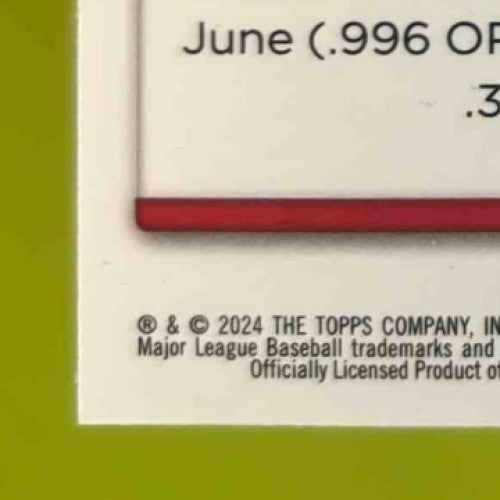 June (.996 OP
.3
® & © 2024 THE TOPPS COMPANY, IN
Major League Baseball trademarks and
Officially Licensed Product of